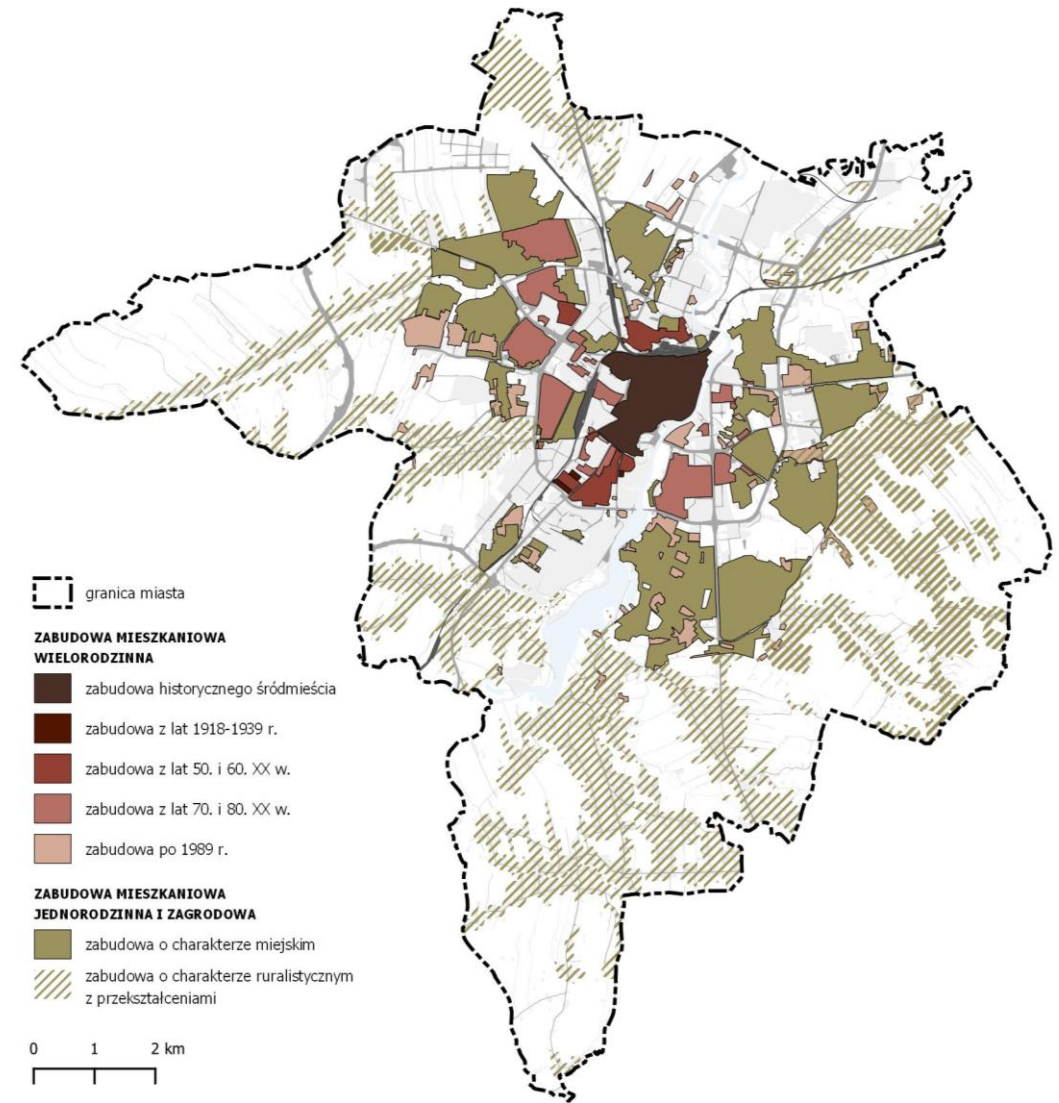 granica miasta
ZABUDOWA MIESZKANIOWA
WIELORODZINNA
zabudowa historycznego śródmieścia
zabudowa z lat 1918-1939 r.
zabudowa z lat 50. i 60. XX w.
zabudowa z lat 70. i 80. XX w.
zabudowa po 1989 r.
ZABUDOWA MIESZKANIOWA
JEDNORODZINNA I ZAGRODOWA
zabudowa o charakterze miejskim
zabudowa o charakterze ruralistycznym
z przekształceniami
0 1 2 km